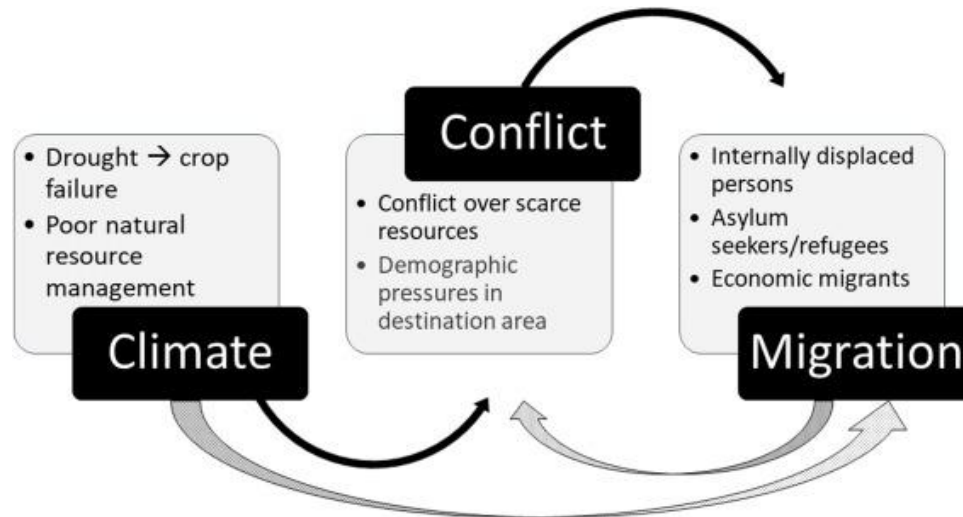 • Drought → crop
failure
• Poor natural
resource
management
Climate
Conflict
• Conflict over scarce
resources
• Demographic
pressures in
destination area
• Internally displaced
persons
• Asylum
seekers/refugees
• Economic migrants
Migration